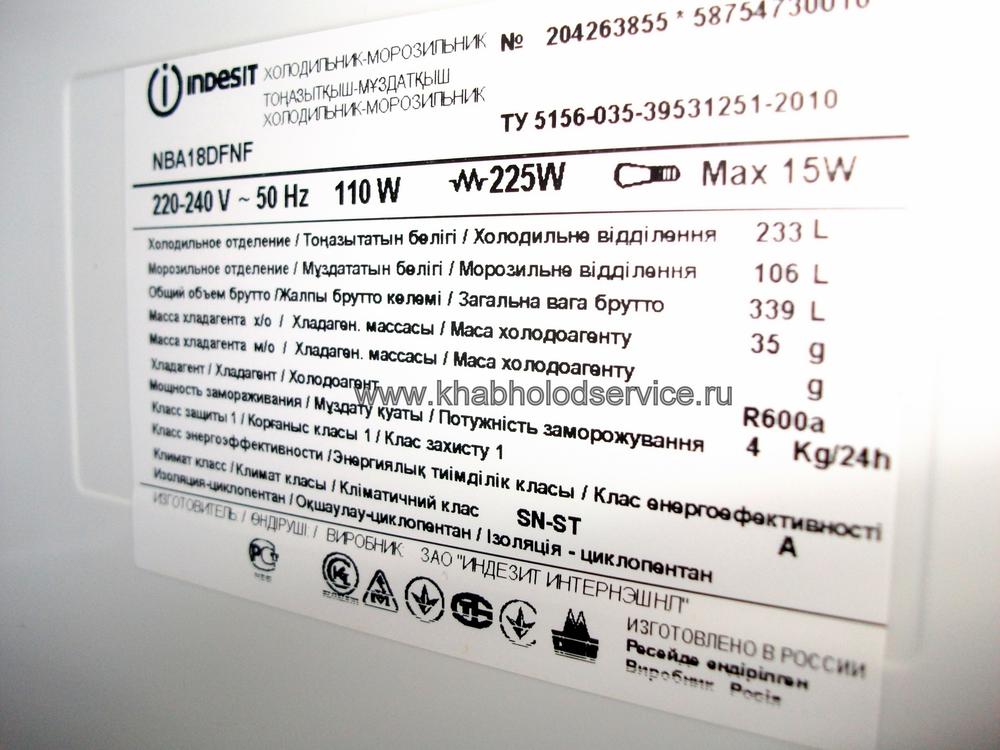 indesit
ХОЛОДИЛЬНИК-МОРОЗИЛЬНИК
ТОҢАЗЫТҚЫШ-МҰЗДАТҚЫШ
ХОЛОДИЛЬНИК-МОРОЗИЛЬНИК
№ 204263855 * 58754730010
ТУ 5156-035-39531251-2010
NBA18DFNF
220-240 V ~ 50 Hz 110 W 225W Max 15W
Холодильное отделение / Тоңазытатын белігі / Холодильне відділення 233 L
Морозильное отделение / Мұздататын белігі / Морозильне відділення 106 L
Общий объем брутто /Жалпы брутто келемі / Загальна вага брутто 339 L
Масса хладагента х/о / Хладаген. массасы / Маса холодоагенту 35 g
Масса хладагента м/о / Хладаген. массасы / Маса холодоагенту g
Хладагент / Хладагент / Холодоагент R600a
www.khabholodservice.ru
Мощность замораживания / Мұздату қуаты / Потужність заморожування 4 Kg/24h
Класс защиты 1 / Корғаныс класы 1 / Клас захисту 1
Класс энергоэффективности /Энергиялық тиімділік класы / Клас енергоефективності A
Климат класс / Климат класы / Кліматичний клас SN-ST
Изоляция-циклопентан / Оқшаулау-циклопентан / Ізоляція - циклопентан
ИЗГОТОВИТЕЛЬ: / ӨНДІРУШІ: / ВИРОБНИК: ЗАО "ИНДЕЗИТ ИНТЕРНЭШНЛ"
ИЗГОТОВЛЕНО В РОССИИ
Ресейде өндірілген
Виробник Росія